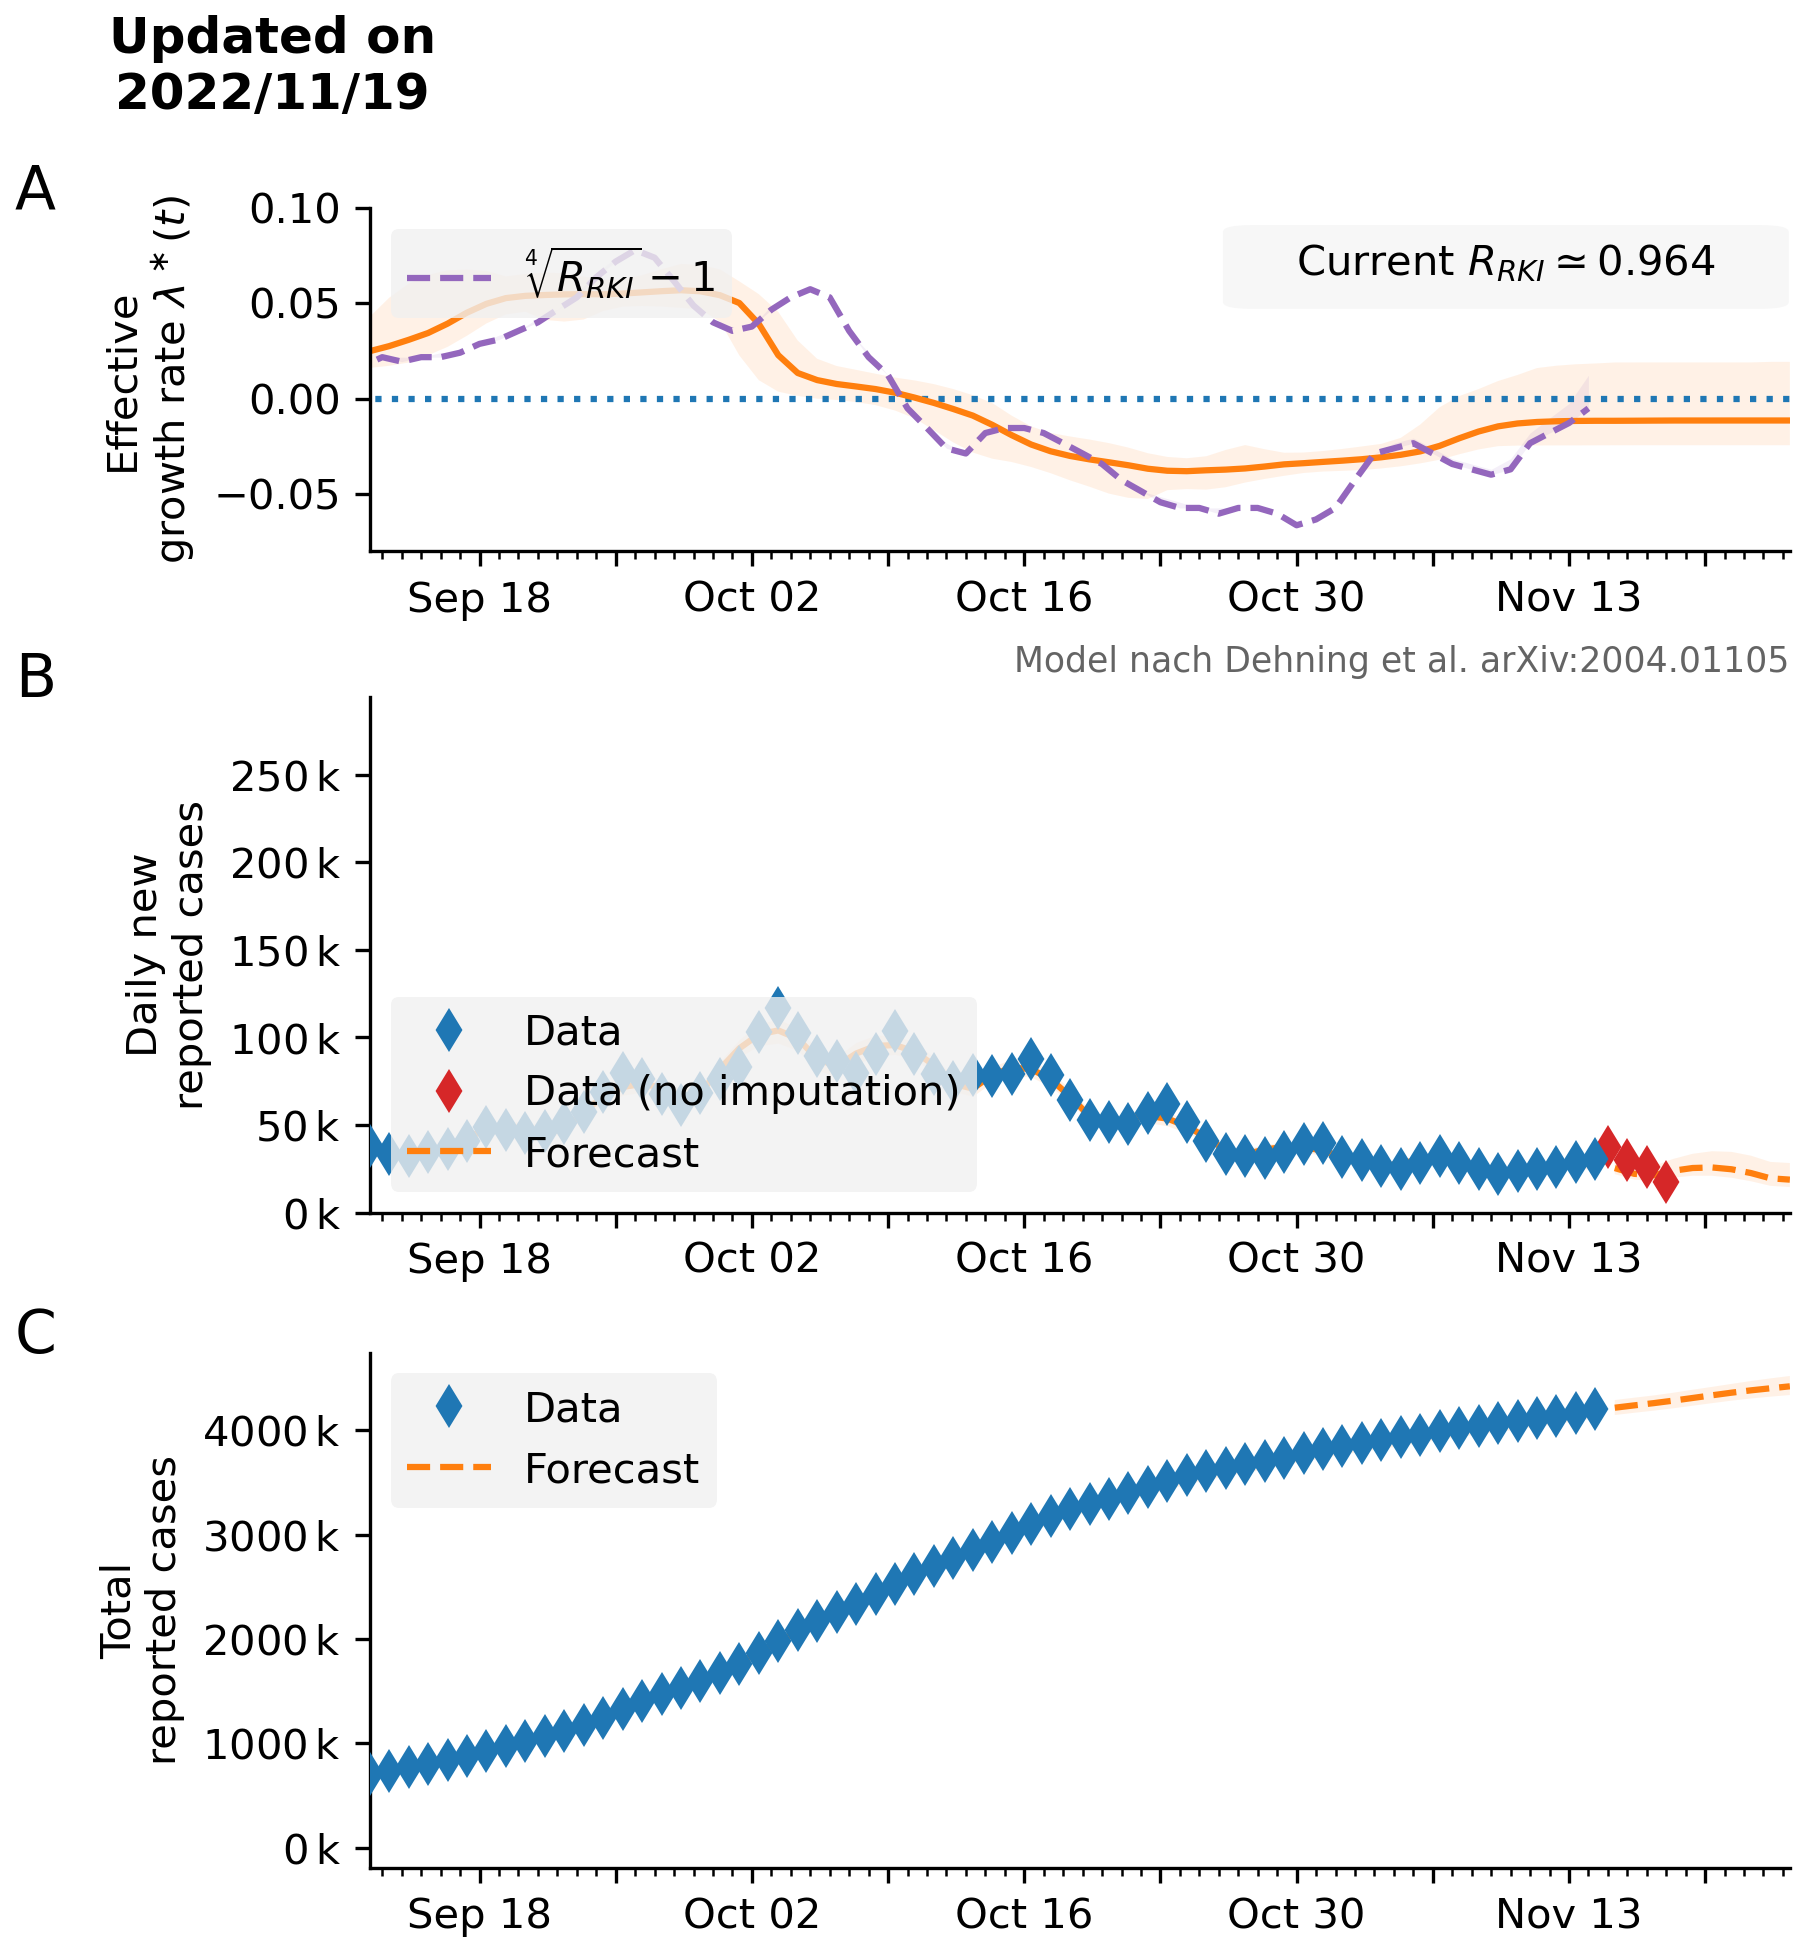 Updated on
2022/11/19
A
Effective
growth rate λ * (t)
0.10
0.05
0.00
−0.05
∜R_RKI − 1
Current R_RKI ≃ 0.964
Sep 18
Oct 02
Oct 16
Oct 30
Nov 13
B
Model nach Dehning et al. arXiv:2004.01105
Daily new
reported cases
250 k
200 k
150 k
100 k
50 k
0 k
Data
Data (no imputation)
Forecast
Sep 18
Oct 02
Oct 16
Oct 30
Nov 13
C
Total
reported cases
4000 k
3000 k
2000 k
1000 k
0 k
Data
Forecast
Sep 18
Oct 02
Oct 16
Oct 30
Nov 13